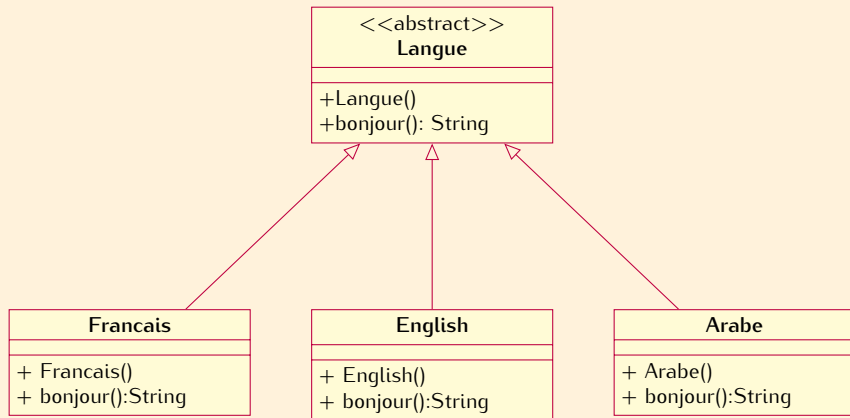 <<abstract>>
Langue
+Langue()
+bonjour(): String
Francais
+ Francais()
+ bonjour():String
English
+ English()
+ bonjour():String
Arabe
+ Arabe()
+ bonjour():String